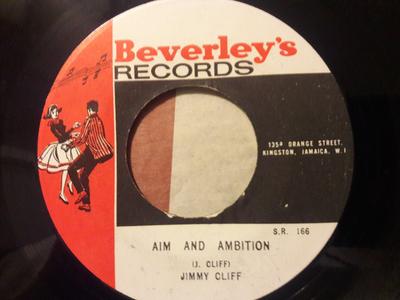 Beverley's
RECORDS
135ª ORANGE STREET.
KINGSTON, JAMAICA, W.I
S.R. 166
AIM AND AMBITION
(J. CLIFF)
JIMMY CLIFF